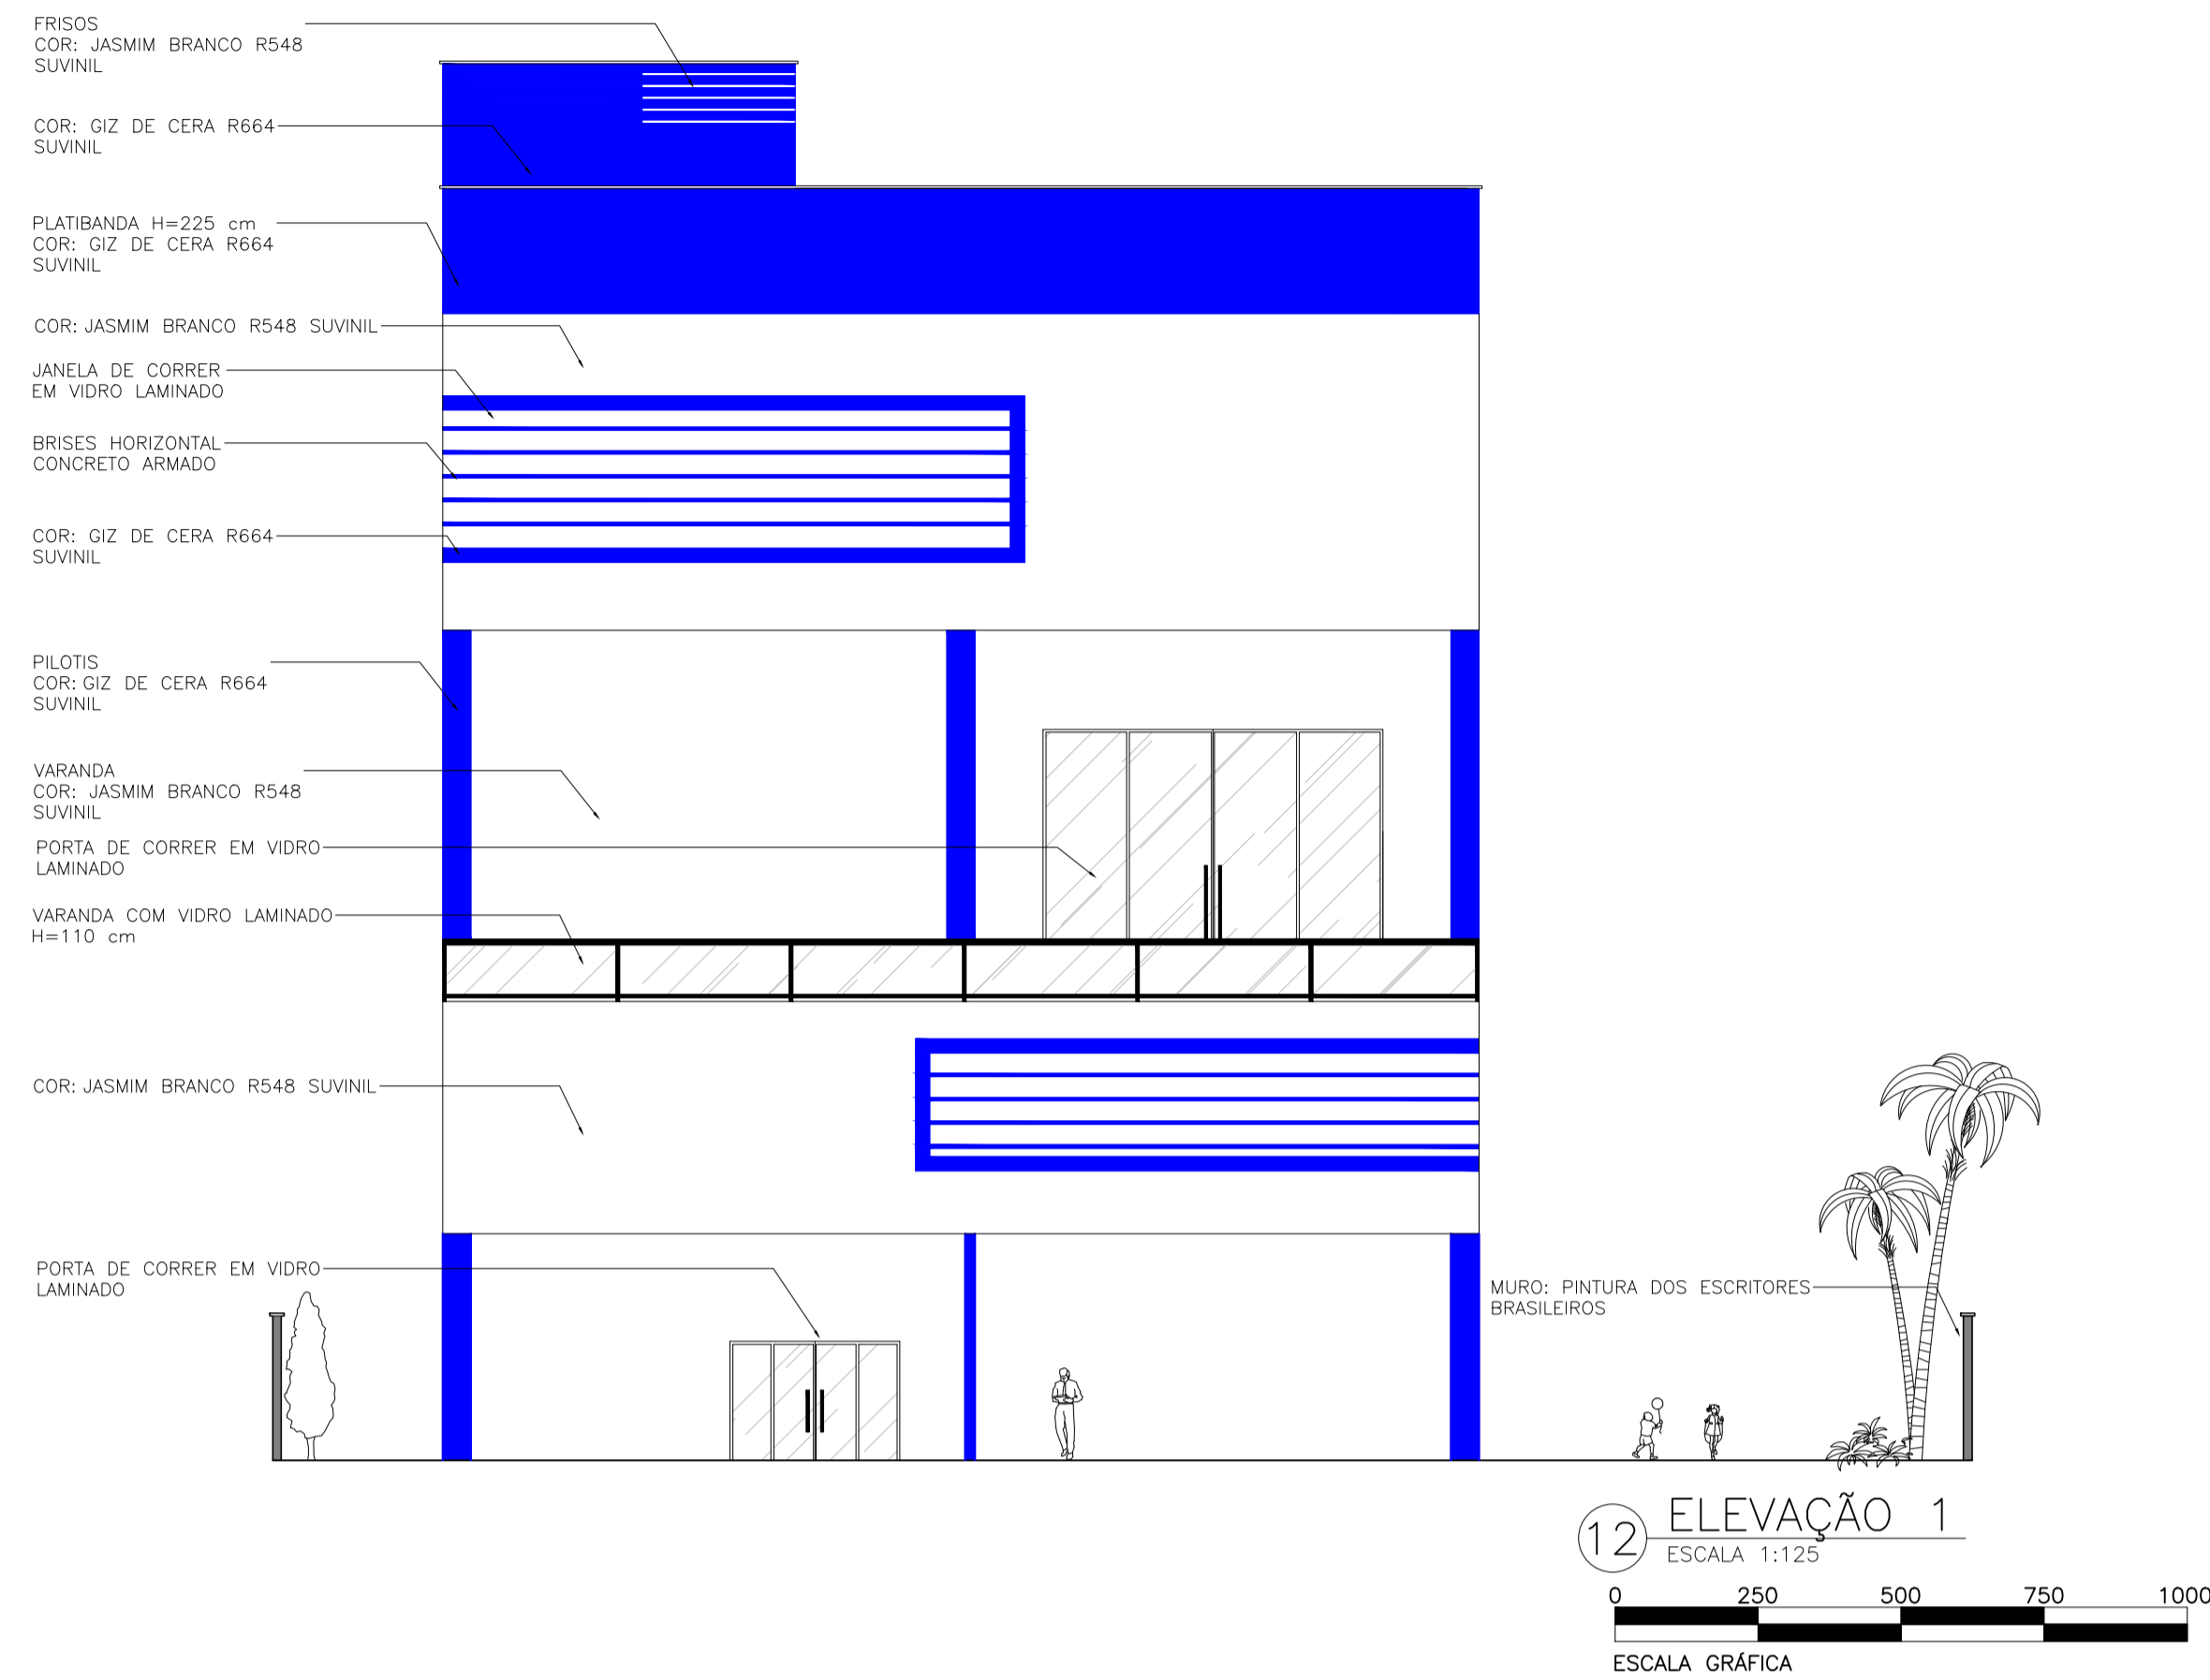 FRISOS
COR: JASMIM BRANCO R548
SUVINIL
COR: GIZ DE CERA R664
SUVINIL
PLATIBANDA H=225 cm
COR: GIZ DE CERA R664
SUVINIL
COR: JASMIM BRANCO R548 SUVINIL
JANELA DE CORRER
EM VIDRO LAMINADO
BRISES HORIZONTAL
CONCRETO ARMADO
COR: GIZ DE CERA R664
SUVINIL
PILOTIS
COR: GIZ DE CERA R664
SUVINIL
VARANDA
COR: JASMIM BRANCO R548
SUVINIL
PORTA DE CORRER EM VIDRO
LAMINADO
VARANDA COM VIDRO LAMINADO
H=110 cm
COR: JASMIM BRANCO R548 SUVINIL
PORTA DE CORRER EM VIDRO
LAMINADO
MURO: PINTURA DOS ESCRITORES
BRASILEIROS
12 ELEVAÇÃO 1
ESCALA 1:125
0 250 500 750 1000
ESCALA GRÁFICA